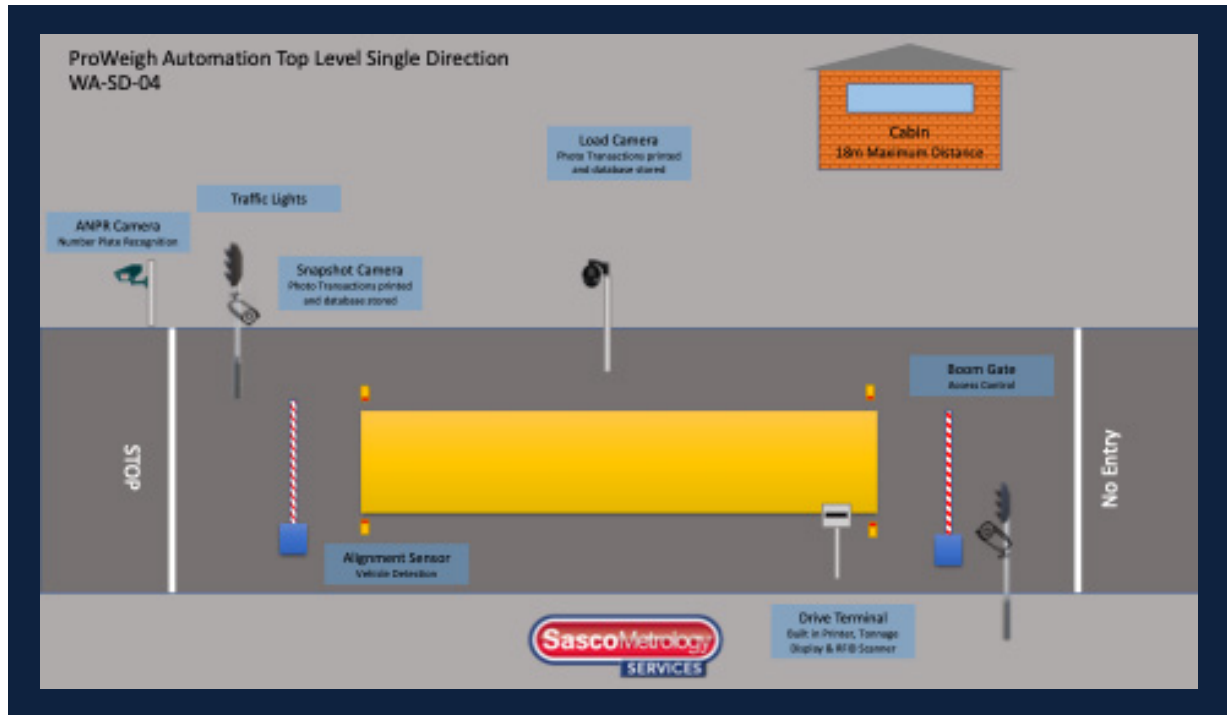 ProWeigh Automation Top Level Single Direction
WA-SD-04
Cabin
18m Maximum Distance
Load Camera
Photo Transactions printed
and database stored
Traffic Lights
ANPR Camera
Number Plate Recognition
Snapshot Camera
Photo Transactions printed
and database stored
Boom Gate
Access Control
STOP
No Entry
Alignment Sensor
Vehicle Detection
Drive Terminal
Built in Printer, Tonnage
Display & RFID Scanner
SascoMetrology
SERVICES